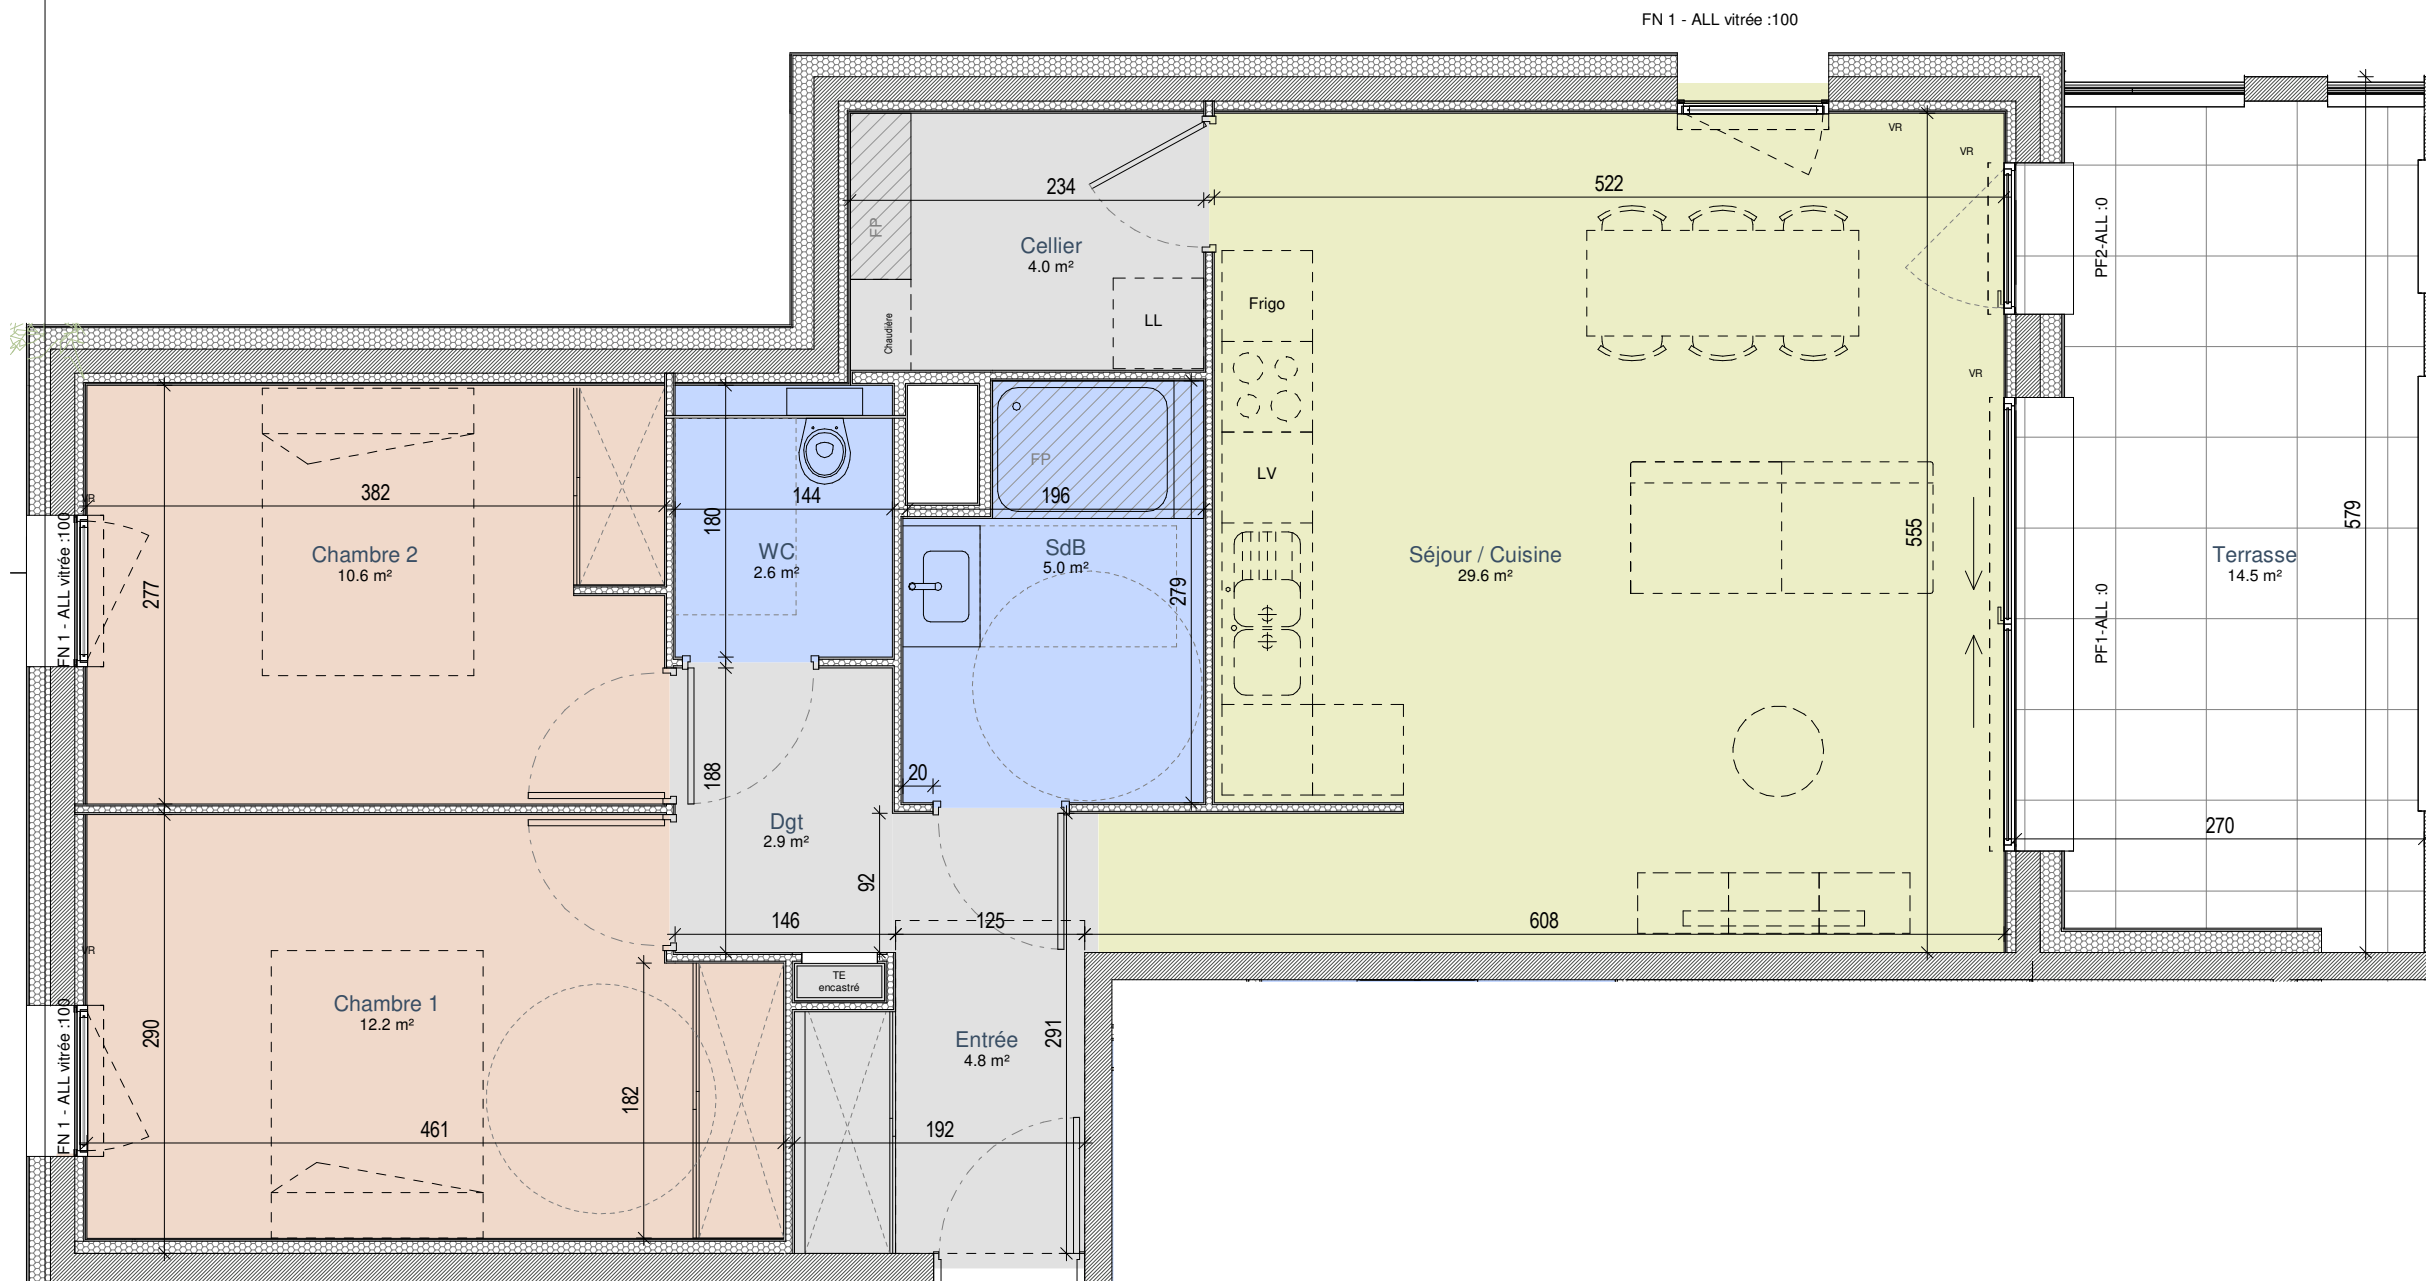 FN 1 - ALL vitrée :100
VR
VR
234
522
FP
Cellier
4.0 m²
PF2-ALL :0
Chaudière
LL
Frigo
VR
382
VR
144
FP
196
LV
180
555
579
FN 1 - ALL vitrée :100
Chambre 2
10.6 m²
277
WC
2.6 m²
SdB
5.0 m²
279
Séjour / Cuisine
29.6 m²
Terrasse
14.5 m²
PF1-ALL :0
188
20
Dgt
2.9 m²
270
92
146
125
608
VR
TE
encastré
Chambre 1
12.2 m²
290
FN 1 - ALL vitrée :100
Entrée
4.8 m²
291
182
461
192